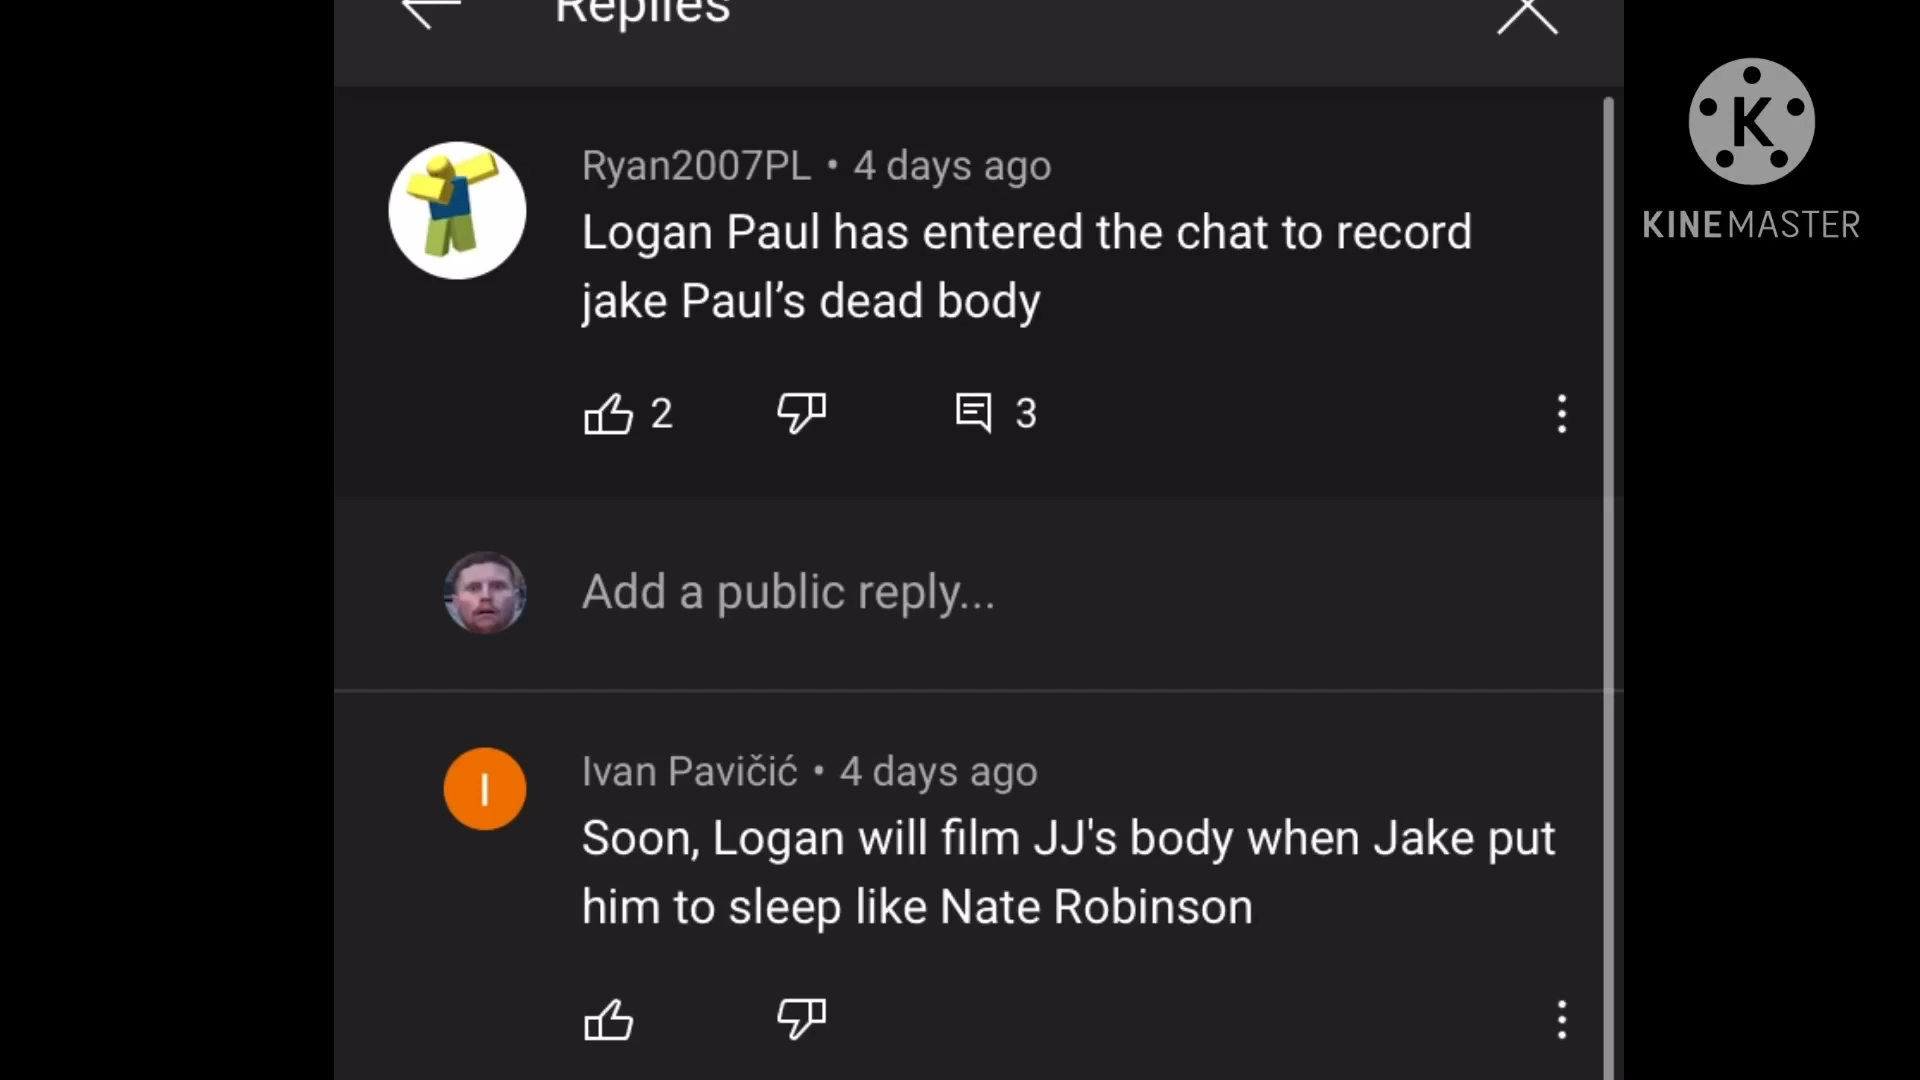 Replies
K
KINEMASTER
Ryan2007PL • 4 days ago
Logan Paul has entered the chat to record
jake Paul’s dead body
2
3
Add a public reply...
I
Ivan Pavičić • 4 days ago
Soon, Logan will film JJ's body when Jake put
him to sleep like Nate Robinson